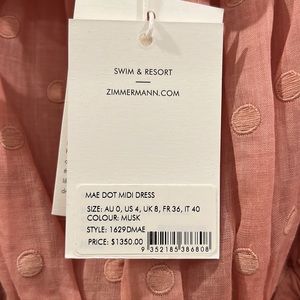 SWIM & RESORT
ZIMMERMANN.COM
MAE DOT MIDI DRESS
SIZE: AU 0, US 4, UK 8, FR 36, IT 40
COLOUR: MUSK
STYLE: 1629DMAE
PRICE: $1350.00
9 352185 386808